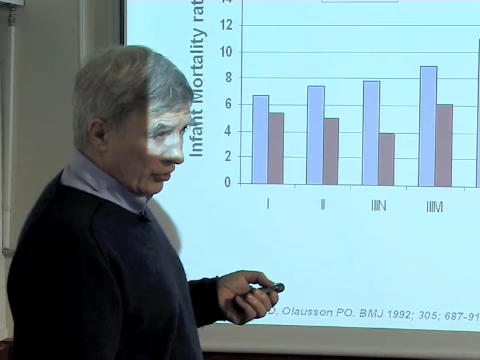 Infant Mortality rat
12
10
8
6
4
2
0
I II IIIN IIIM
D, Olausson PO. BMJ 1992; 305; 687-91